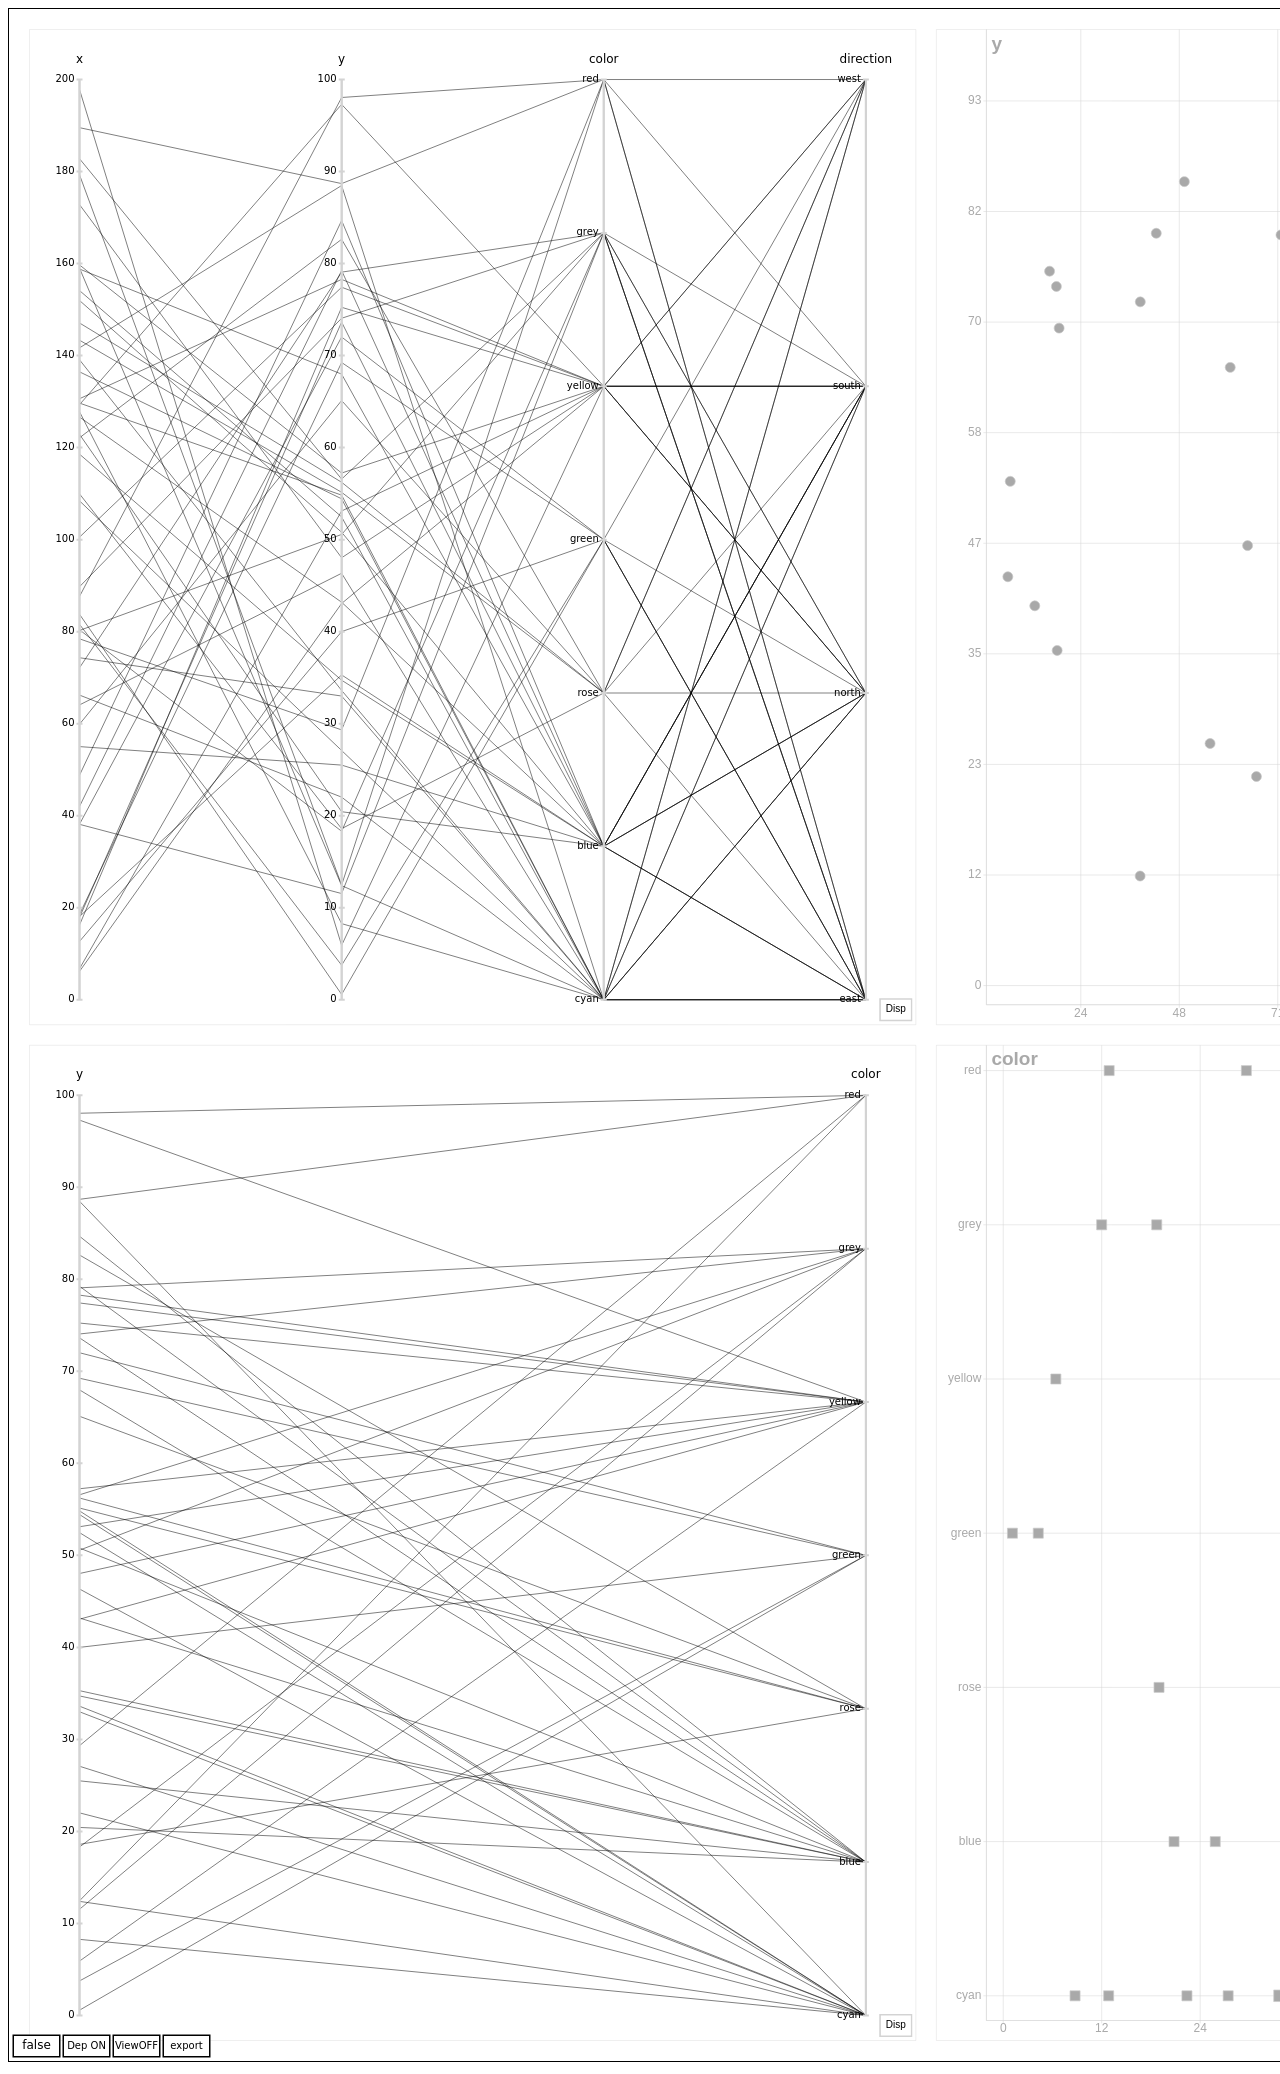 x y color direction
200 100 red west
180 90
grey
160 80
140 70
yellow south
120 60
100 50 green
80 40
rose north
60 30
40 20
blue
20 10
0 0 cyan east
Disp
y
93
82
70
58
47
35
23
12
0
24 48
y color
100 red
90
80
grey
70
yellow
60
50 green
40
30
rose
20
blue
10
0 cyan
Disp
color
red
grey
yellow
green
rose
blue
cyan
0 12 24
false Dep ON ViewOFF export